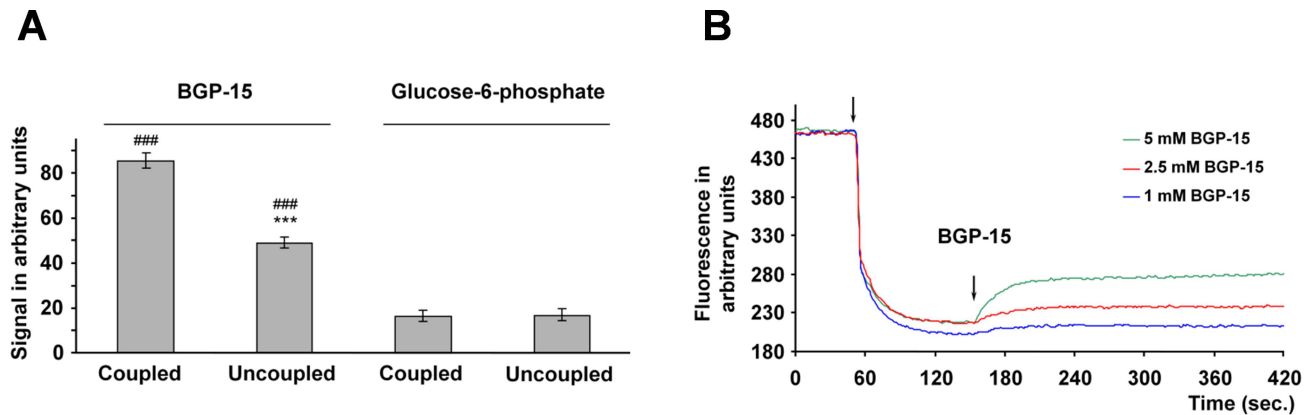 A
BGP-15
Glucose-6-phosphate
Signal in arbitrary units
80
60
40
20
0
###
###
***
Coupled
Uncoupled
Coupled
Uncoupled
B
Fluorescence in
arbitrary units
480
430
380
330
280
230
180
5 mM BGP-15
2.5 mM BGP-15
1 mM BGP-15
BGP-15
0
60
120
180
240
300
360
420
Time (sec.)